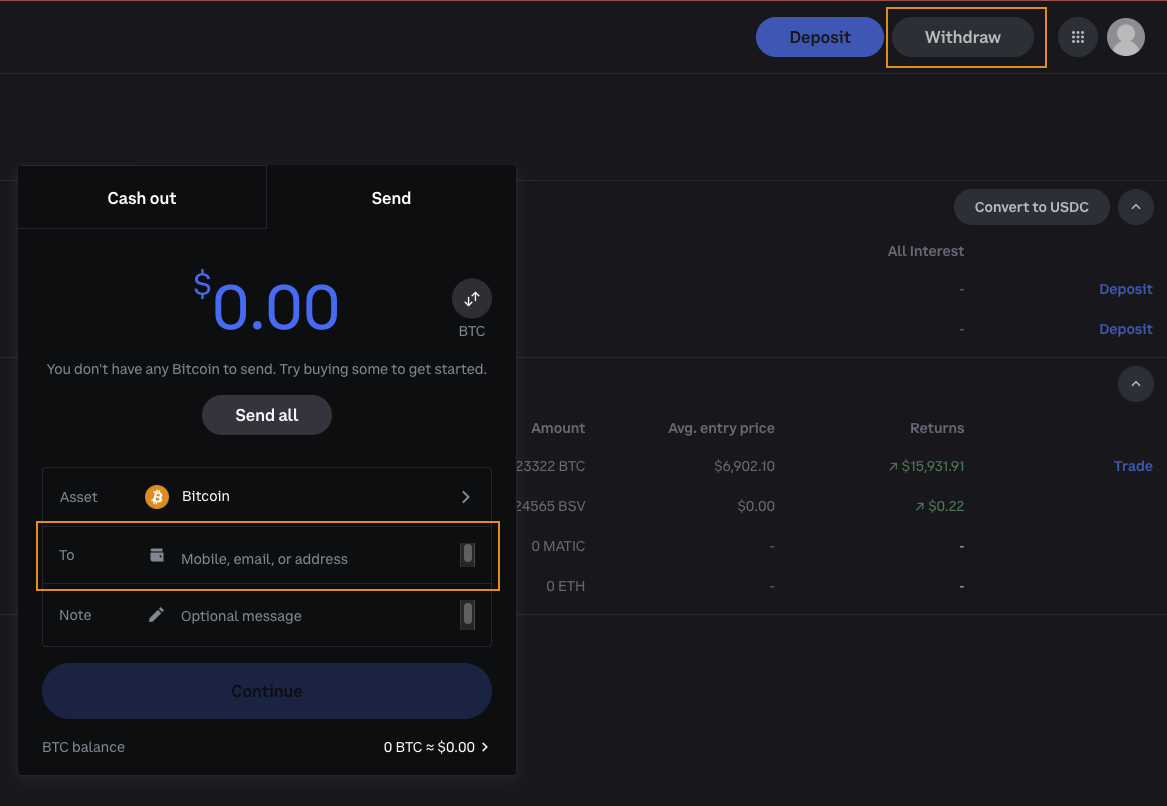 Deposit Withdraw
Cash out Send
Convert to USDC
All Interest
$0.00
- Deposit
BTC
- Deposit
You don't have any Bitcoin to send. Try buying some to get started.
Send all
Amount Avg. entry price Returns
23322 BTC $6,902.10 $15,931.91 Trade
Asset Bitcoin
24565 BSV $0.00 $0.22
0 MATIC - -
To Mobile, email, or address
0 ETH - -
Note Optional message
Continue
BTC balance 0 BTC ≈ $0.00